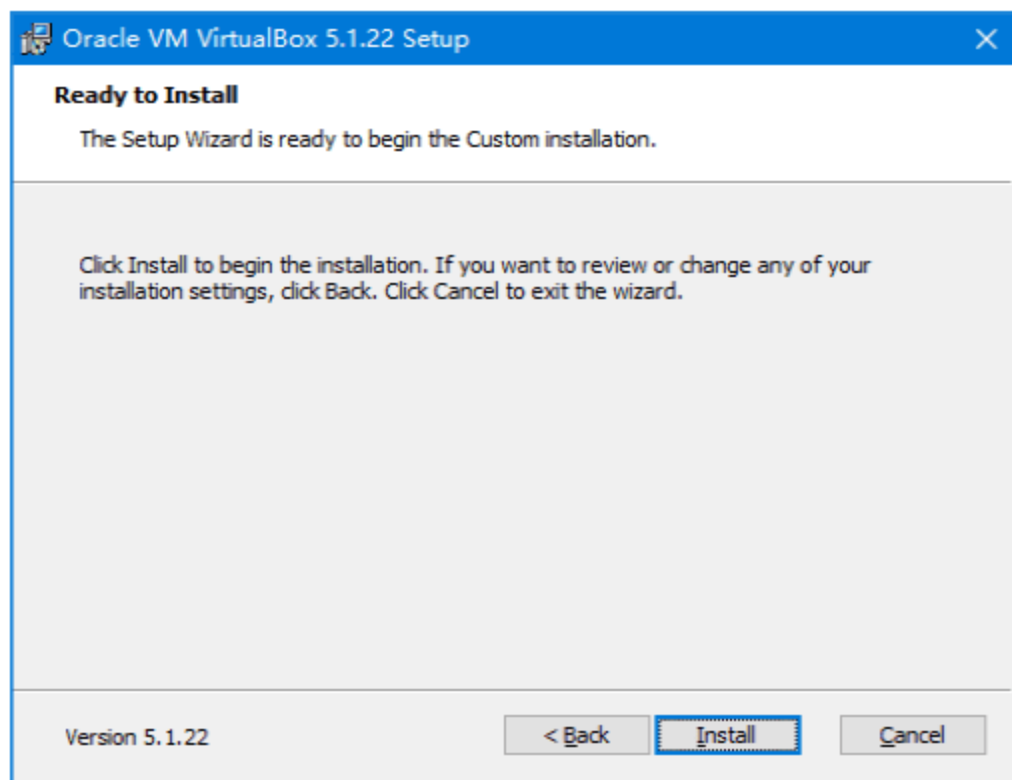 Oracle VM VirtualBox 5.1.22 Setup
Ready to Install
The Setup Wizard is ready to begin the Custom installation.
Click Install to begin the installation. If you want to review or change any of your
installation settings, click Back. Click Cancel to exit the wizard.
Version 5.1.22
< Back
Install
Cancel